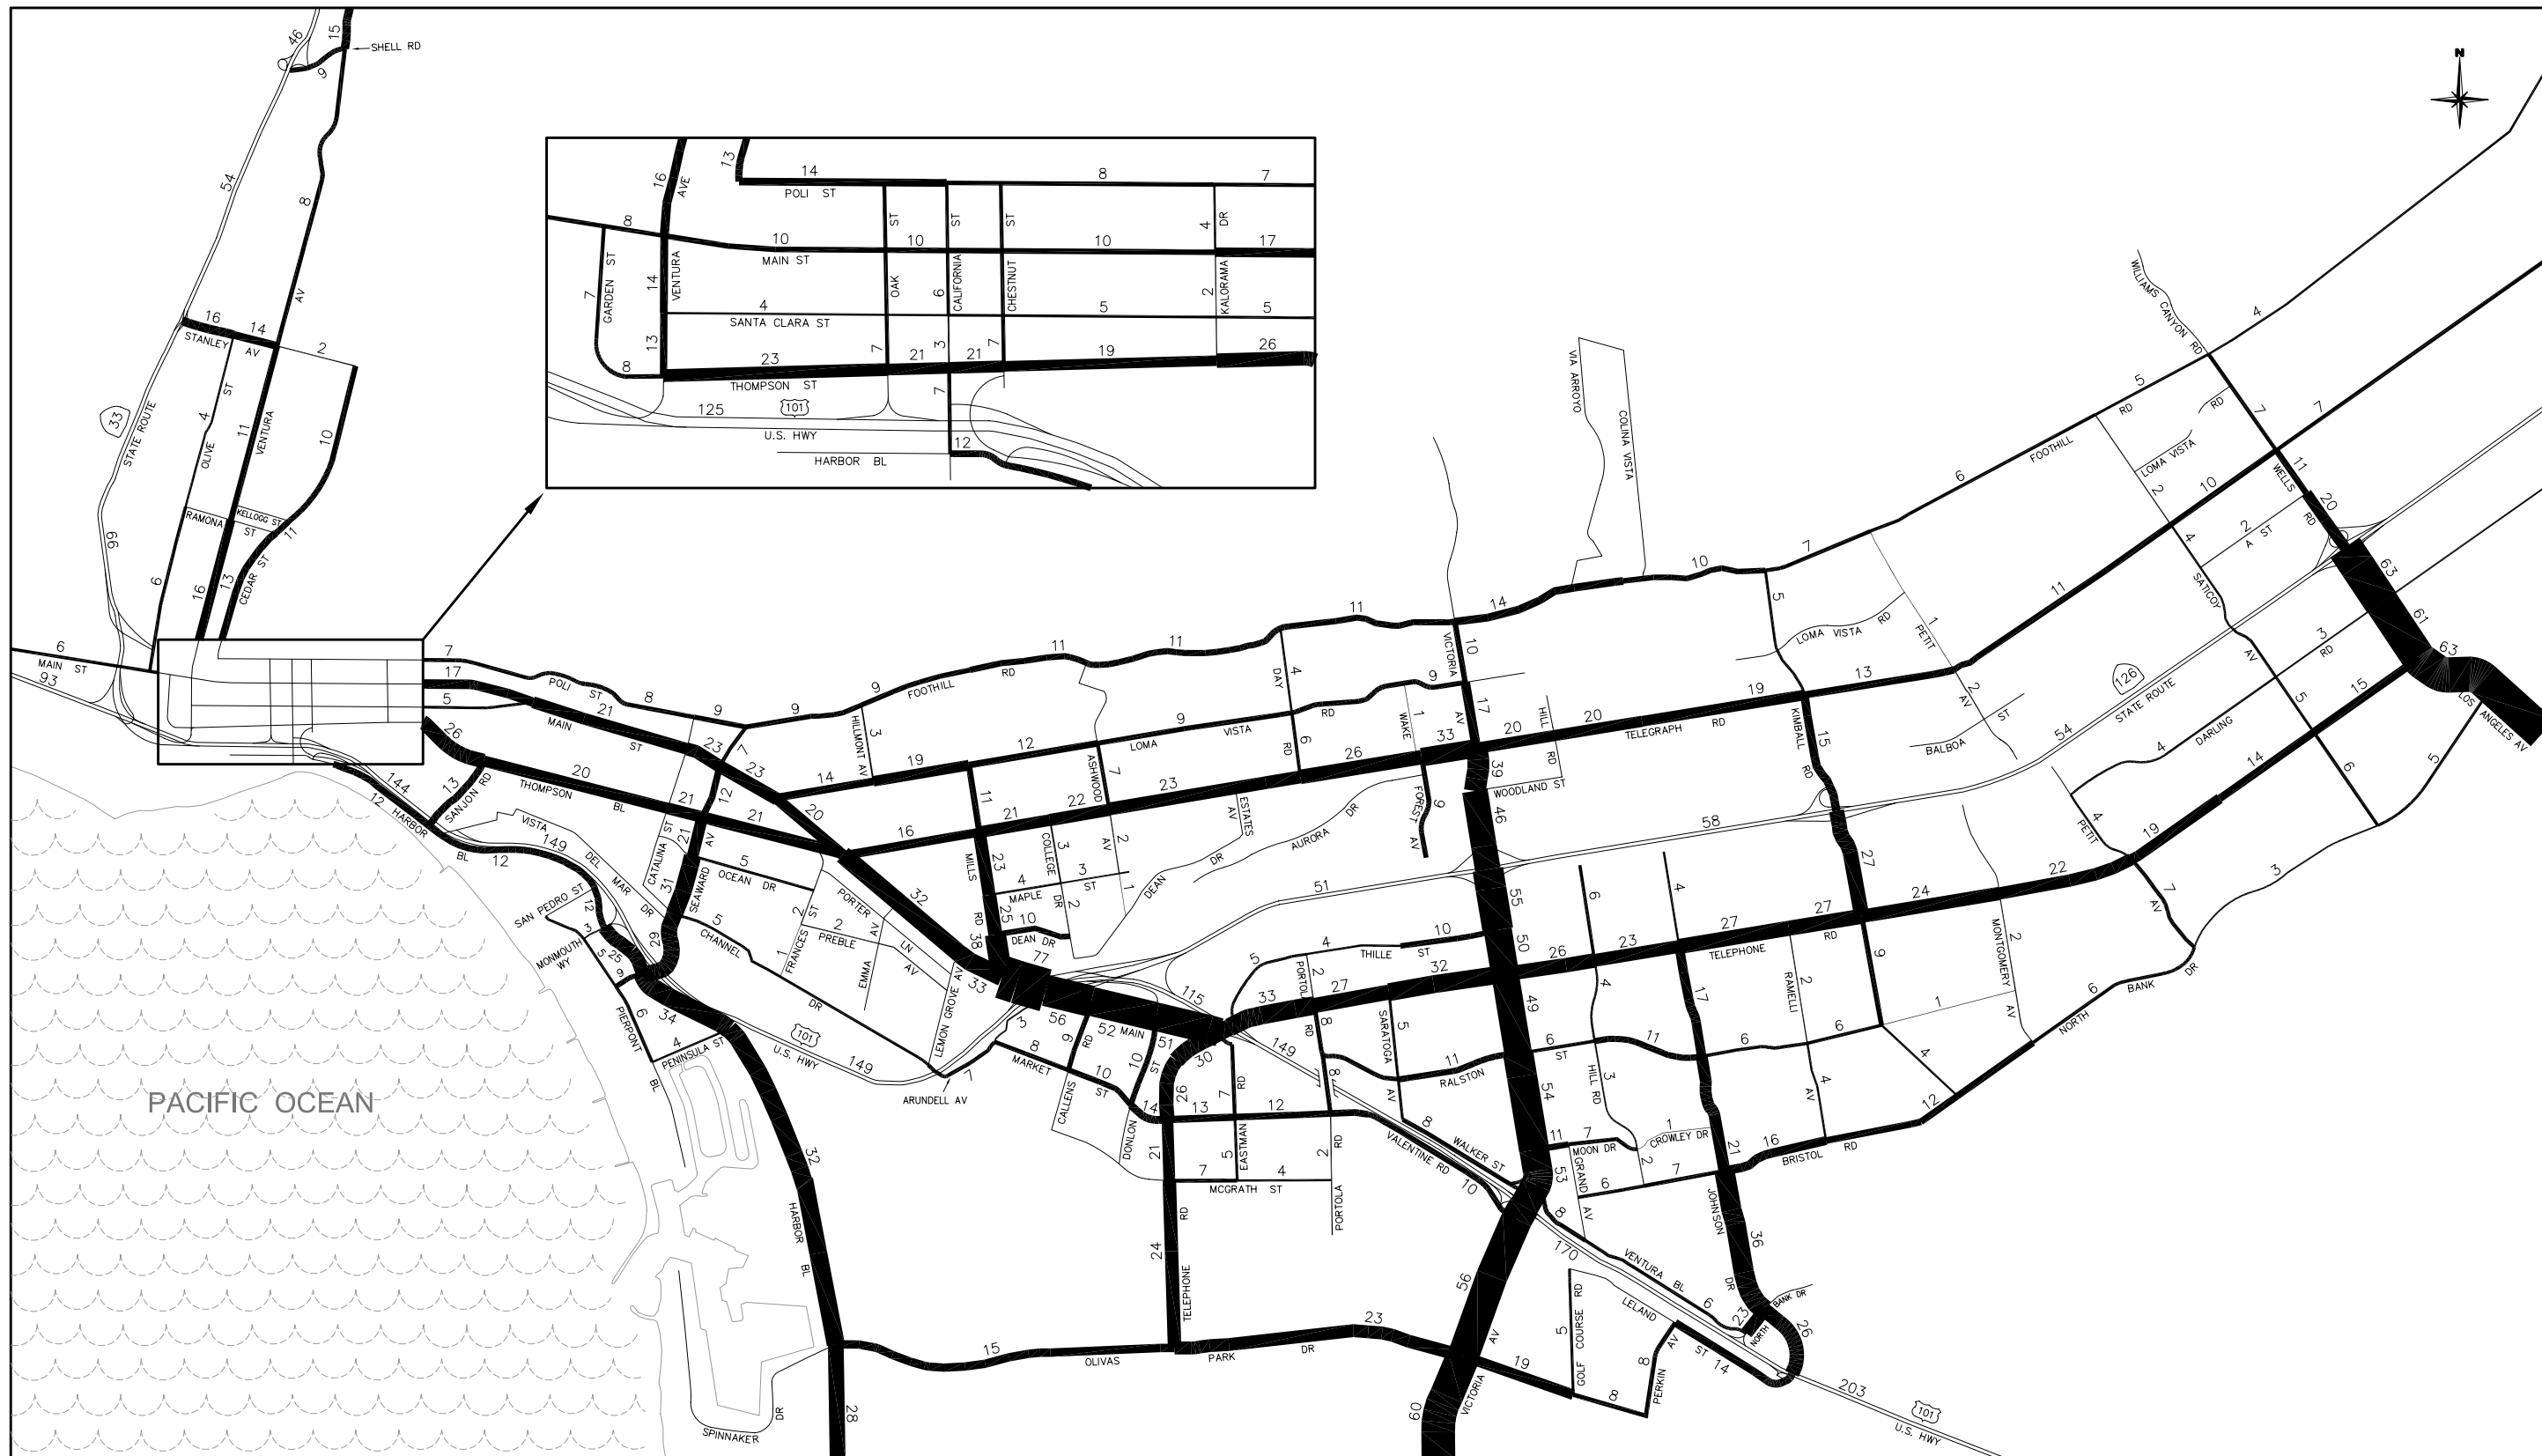 N
46
15
SHELL RD
9
54
8
AV
16
14
STANLEY AV
2
33
STATE ROUTE
4
OLIVE ST
11
VENTURA
10
RAMONA ST
KELLOGG ST
11
99
6
16
13
CEDAR ST
13
14
8
7
POLI ST
16
AVE
8
ST
ST
ST
4
DR
10
10
10
17
MAIN ST
GARDEN ST
7
14
VENTURA
OAK
6
CALIFORNIA
CHESTNUT
2
KALORAMA
4
5
5
SANTA CLARA ST
13
7
3
7
23
21
21
19
26
8
THOMPSON ST
7
125
101
U.S. HWY
12
HARBOR BL
6
MAIN ST
93
7
17
5
POLI ST
8
9
21
MAIN ST
23
7
23
26
13
SANJON RD
20
THOMPSON BL
21
12
21
20
144
12
HARBOR BL
12
149
VISTA DEL MAR DR
CATALINA ST
21
AV
31
SEAWARD
29
5
OCEAN DR
5
CHANNEL DR
2
FRANCES ST
1
PORTER LN
2
PREBLE AV
EMMA AV
32
33
LEMON GROVE AV
SAN PEDRO ST
12
3
MONMOUTH WY
5
25
9
6
PIERPONT BL
34
4
PENINSULA ST
101
U.S. HWY
149
7
ARUNDELL AV
3
PACIFIC OCEAN
32
HARBOR BL
28
SPINNAKER DR
9
9
FOOTHILL RD
11
11
11
14
10
7
6
FOOTHILL RD
5
4
HILLMONT AV
3
14
19
12
LOMA VISTA RD
9
9
ASHWOOD AV
7
2
1
DAY RD
4
6
WAKE
1
VICTORIA AV
10
17
16
21
22
23
26
33
20
20
TELEGRAPH RD
19
13
11
10
7
11
MILLS RD
23
25
38
COLLEGE DR
3
2
4
MAPLE ST
3
10
DEAN DR
77
DEAN DR
ESTATES AV
AURORA DR
FOREST AV
9
39
46
WOODLAND ST
HILL RD
VIA ARROYO
COLINA VISTA
5
LOMA VISTA RD
KIMBALL RD
15
27
9
1
PETIT AV
2
BALBOA ST
WILLIAMS CANYON RD
7
LOMA VISTA RD
2
4
SATICOY AV
5
6
11
WELLS RD
20
2
A ST
63
61
63
LOS ANGELES AV
3
DARLING RD
4
15
14
19
5
3
126
STATE ROUTE
54
58
51
115
149
55
50
49
54
53
56
60
VICTORIA AV
5
4
THILLE ST
10
2
PORTOLA RD
33
27
32
26
23
27
TELEPHONE RD
27
24
22
6
4
4
3
HILL RD
2
17
RAMELLI AV
2
4
MONTGOMERY AV
2
1
PETIT AV
4
7
6
NORTH BANK DR
12
56
52
MAIN ST
51
30
9
RD
CALLENS
8
MARKET ST
10
10
DONLON ST
14
26
13
12
7
EASTMAN RD
5
8
8
21
7
4
MCGRATH ST
2
PORTOLA RD
24
TELEPHONE RD
SARATOGA AV
5
11
RALSTON ST
6
11
6
6
4
8
WALKER ST
VALENTINE RD
10
11
7
MOON DR
1
CROWLEY DR
GRAND AV
6
7
21
16
BRISTOL RD
JOHNSON DR
36
8
170
VENTURA BL
6
23
NORTH BANK DR
26
LELAND ST
14
5
GOLF COURSE RD
8
PERKIN AV
8
19
15
OLIVAS PARK DR
23
203
101
U.S. HWY